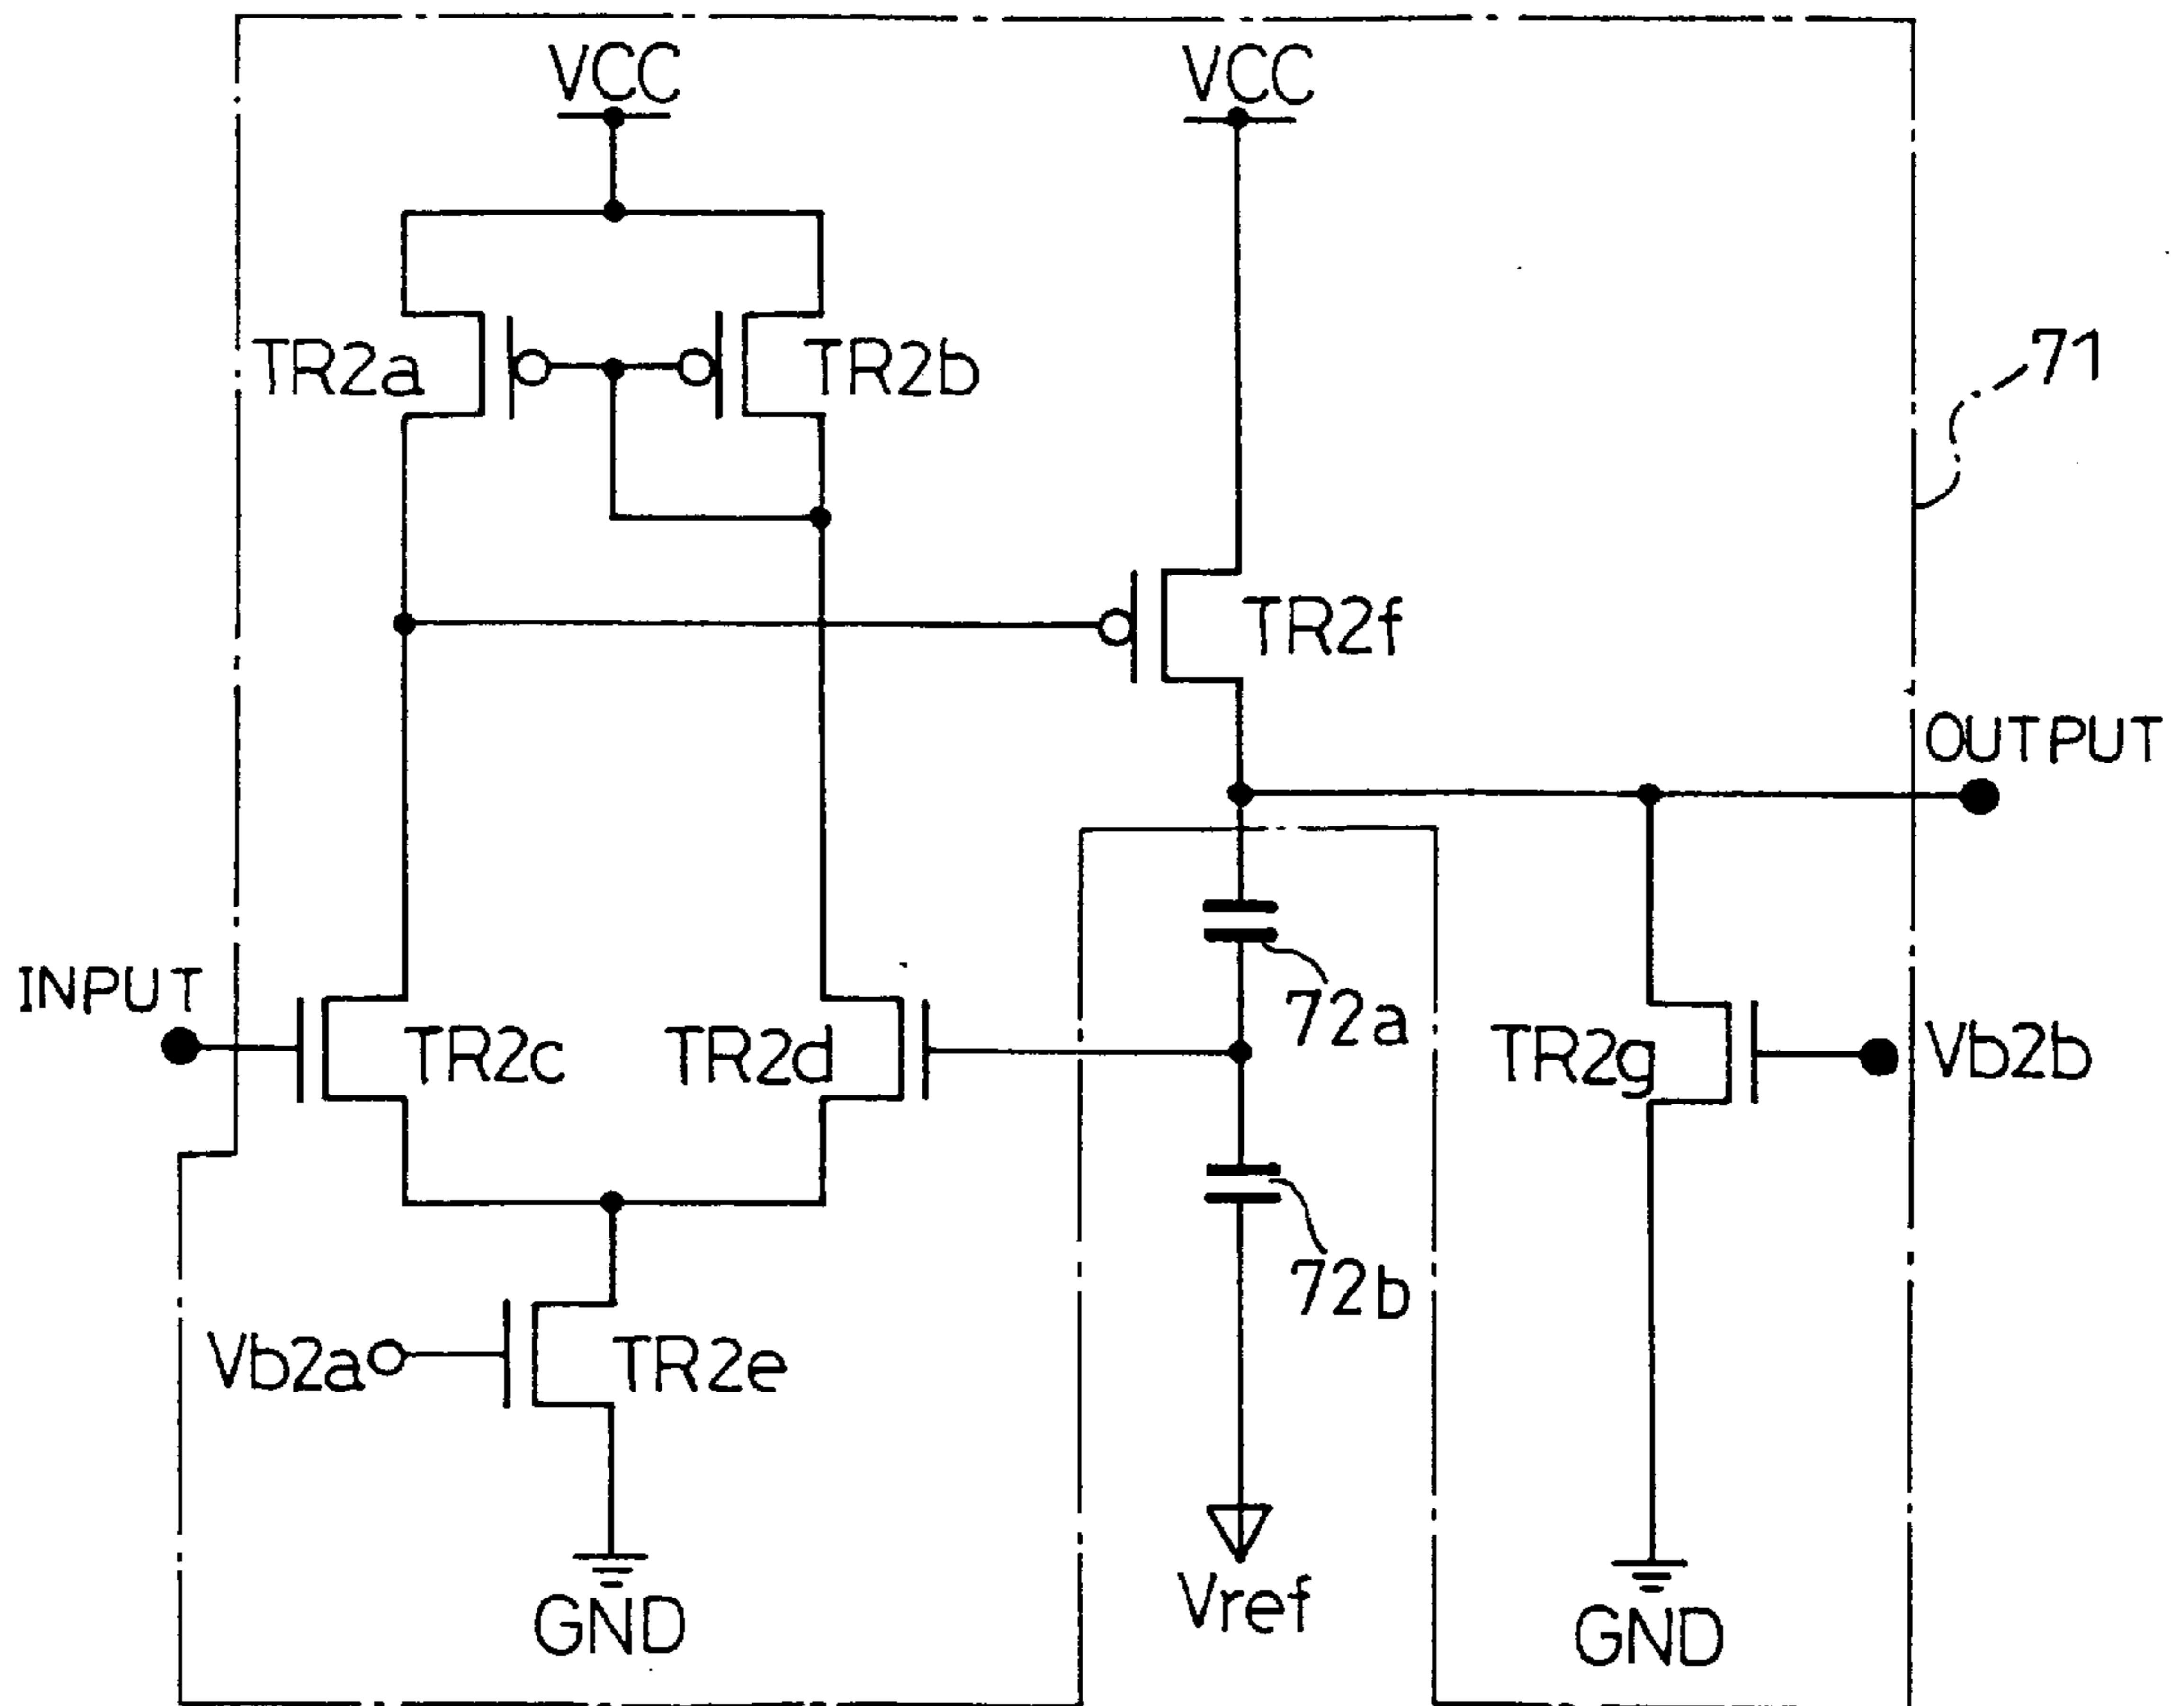 VCC
VCC
TR2a
TR2b
71
TR2f
OUTPUT
INPUT
TR2c
TR2d
72a
TR2g
Vb2b
72b
Vb2a
TR2e
Vref
GND
GND